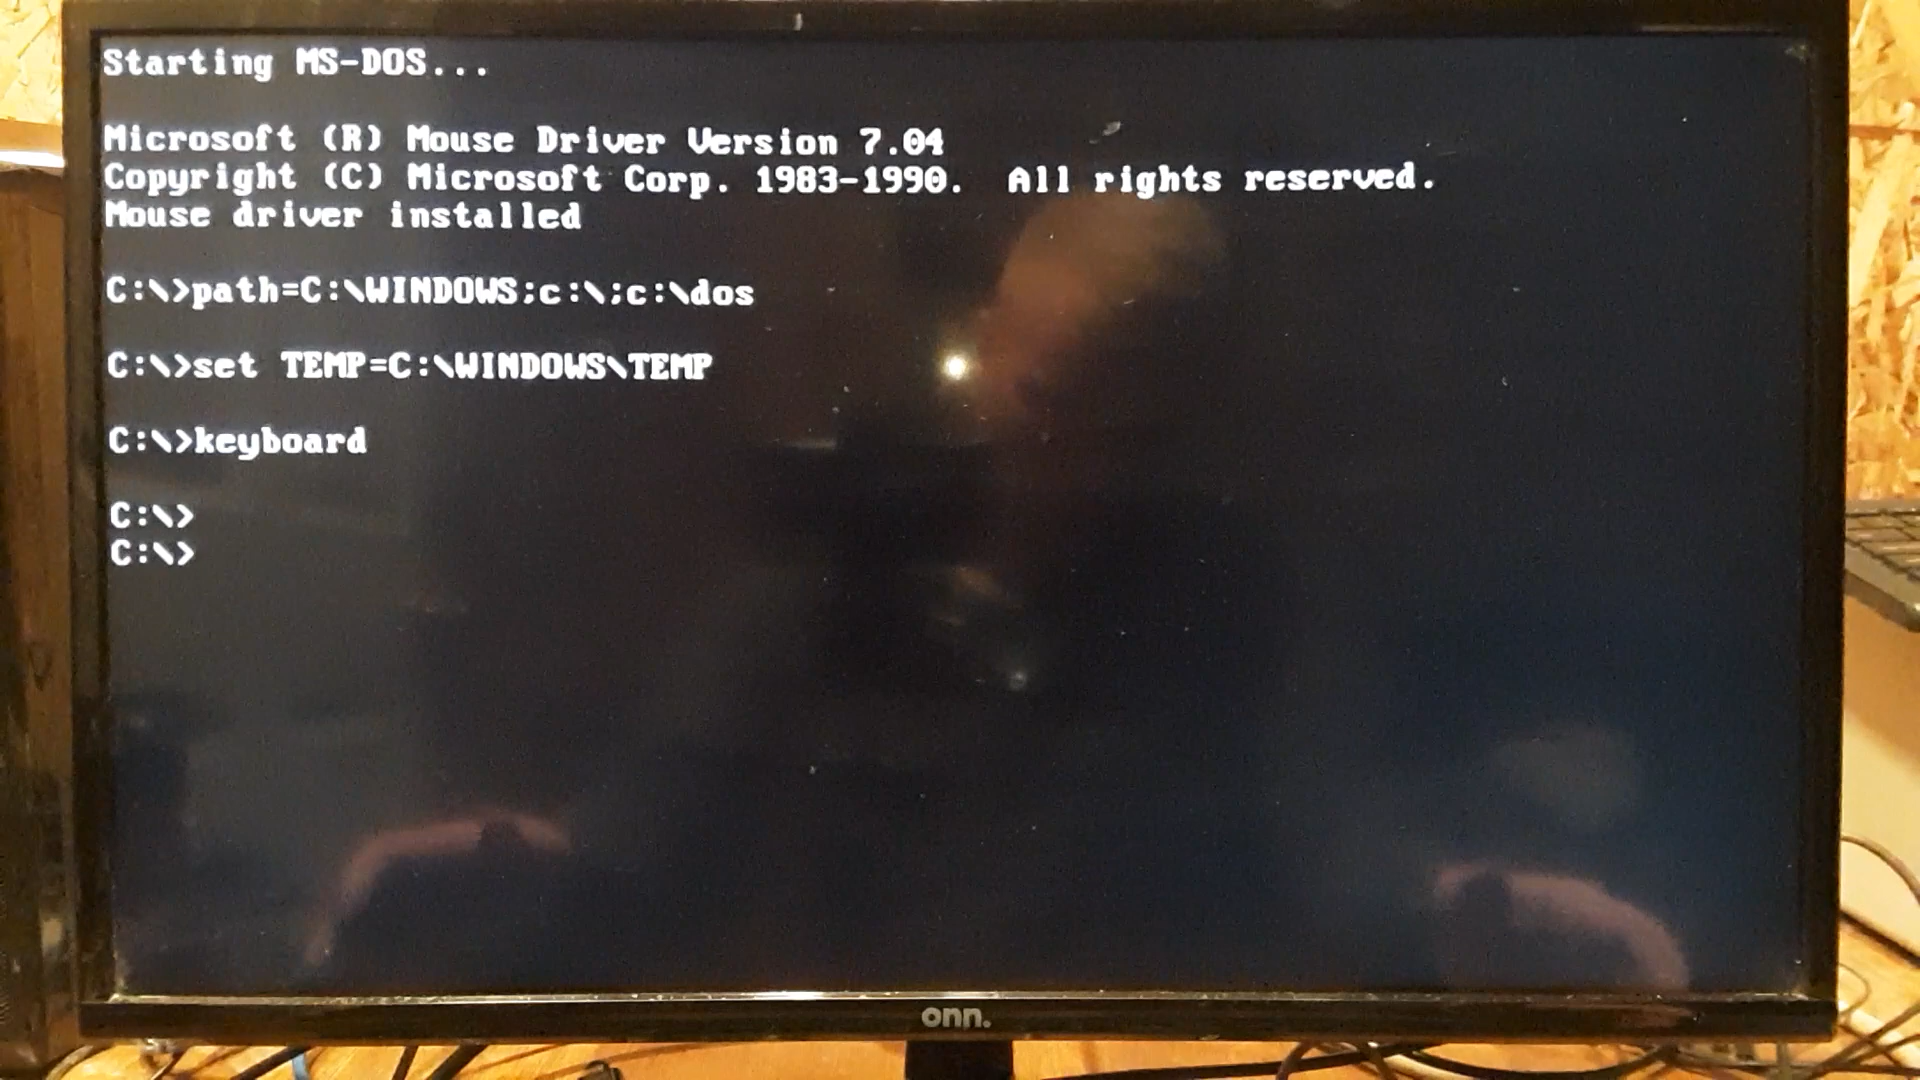 Starting MS-DOS...
Microsoft (R) Mouse Driver Version 7.04
Copyright (C) Microsoft Corp. 1983-1990.  All rights reserved.
Mouse driver installed
C:\>path=C:\WINDOWS;c:\;c:\dos
C:\>set TEMP=C:\WINDOWS\TEMP
C:\>keyboard
C:\>
C:\>
onn.